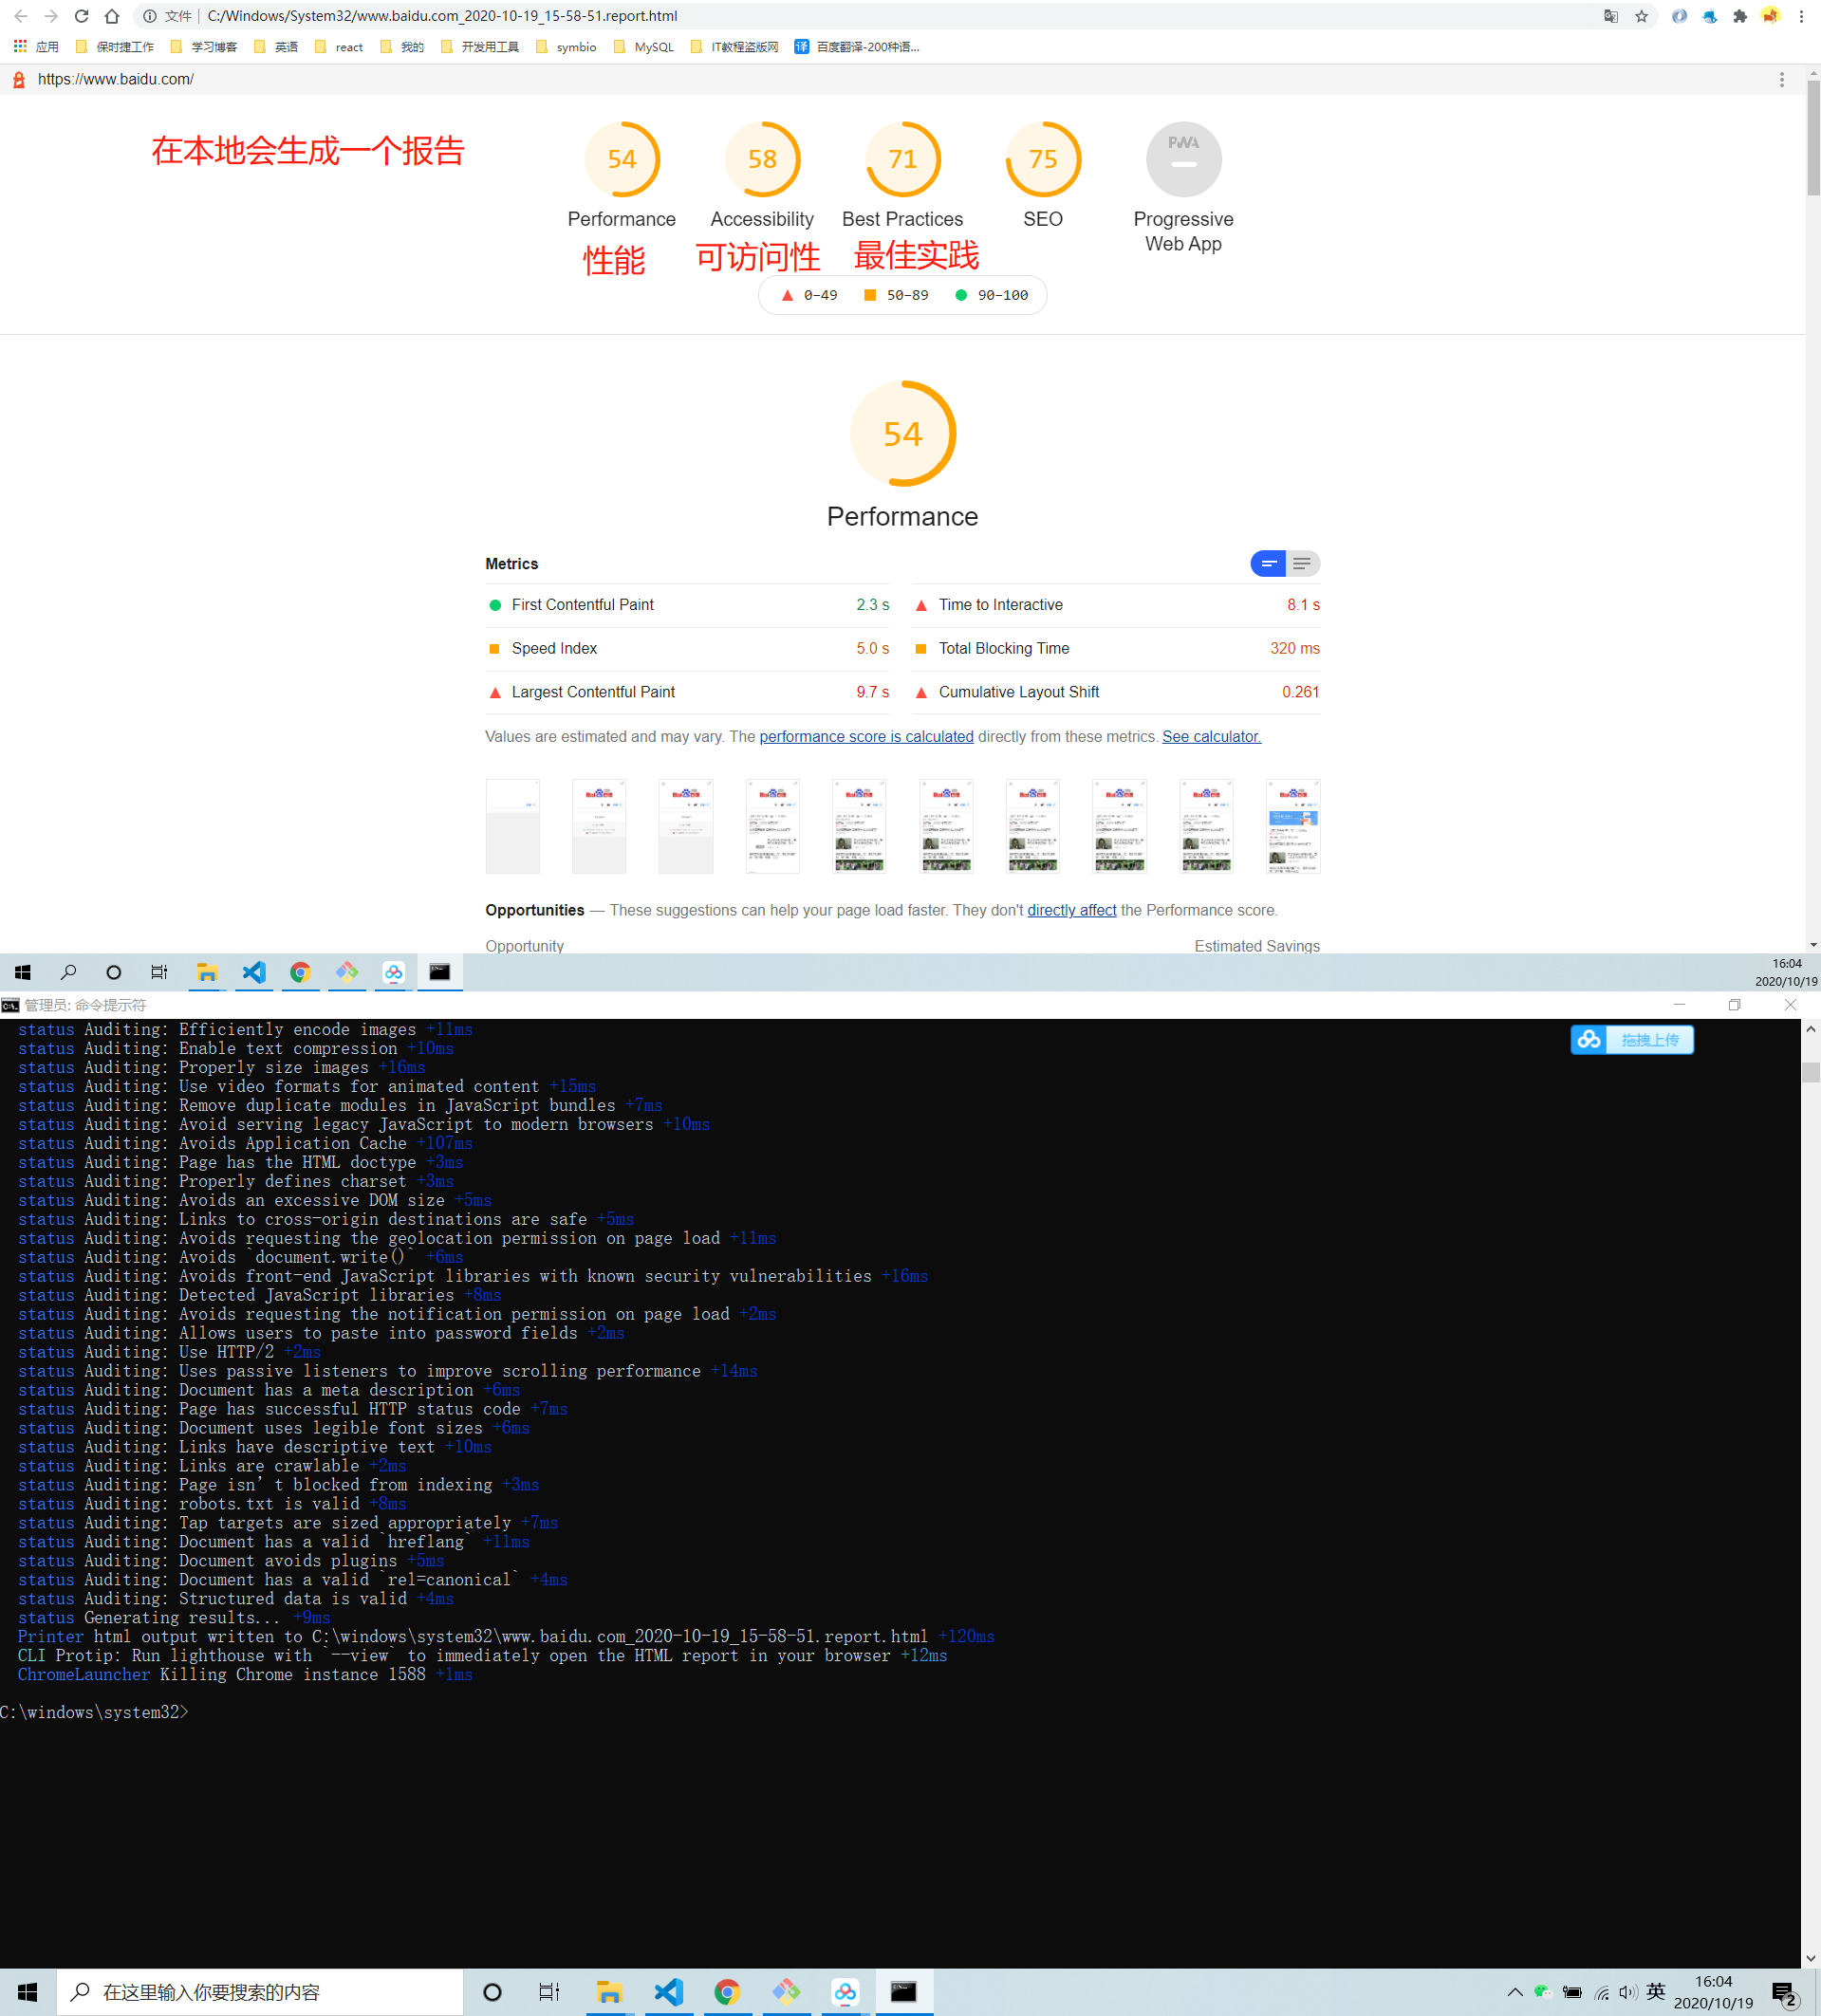 文件 C:/Windows/System32/www.baidu.com_2020-10-19_15-58-51.report.html
应用 保时捷工作 学习博客 英语 react 我的 开发用工具 symbio MySQL IT教程盗版网 译 百度翻译-200种语...
https://www.baidu.com/
在本地会生成一个报告
54 58 71 75 PWA
Performance Accessibility Best Practices SEO Progressive
Web App
性能 可访问性 最佳实践
0–49 50–89 90–100
54
Performance
Metrics
First Contentful Paint 2.3 s Time to Interactive 8.1 s
Speed Index 5.0 s Total Blocking Time 320 ms
Largest Contentful Paint 9.7 s Cumulative Layout Shift 0.261
Values are estimated and may vary. The performance score is calculated directly from these metrics. See calculator.
Opportunities — These suggestions can help your page load faster. They don't directly affect the Performance score.
Opportunity Estimated Savings
16:04
2020/10/19
管理员: 命令提示符
拖拽上传
status Auditing: Efficiently encode images +11ms
status Auditing: Enable text compression +10ms
status Auditing: Properly size images +16ms
status Auditing: Use video formats for animated content +15ms
status Auditing: Remove duplicate modules in JavaScript bundles +7ms
status Auditing: Avoid serving legacy JavaScript to modern browsers +10ms
status Auditing: Avoids Application Cache +107ms
status Auditing: Page has the HTML doctype +3ms
status Auditing: Properly defines charset +3ms
status Auditing: Avoids an excessive DOM size +5ms
status Auditing: Links to cross-origin destinations are safe +5ms
status Auditing: Avoids requesting the geolocation permission on page load +11ms
status Auditing: Avoids `document.write()` +6ms
status Auditing: Avoids front-end JavaScript libraries with known security vulnerabilities +16ms
status Auditing: Detected JavaScript libraries +8ms
status Auditing: Avoids requesting the notification permission on page load +2ms
status Auditing: Allows users to paste into password fields +2ms
status Auditing: Use HTTP/2 +2ms
status Auditing: Uses passive listeners to improve scrolling performance +14ms
status Auditing: Document has a meta description +6ms
status Auditing: Page has successful HTTP status code +7ms
status Auditing: Document uses legible font sizes +6ms
status Auditing: Links have descriptive text +10ms
status Auditing: Links are crawlable +2ms
status Auditing: Page isn’t blocked from indexing +3ms
status Auditing: robots.txt is valid +8ms
status Auditing: Tap targets are sized appropriately +7ms
status Auditing: Document has a valid `hreflang` +11ms
status Auditing: Document avoids plugins +5ms
status Auditing: Document has a valid `rel=canonical` +4ms
status Auditing: Structured data is valid +4ms
status Generating results... +9ms
Printer html output written to C:\windows\system32\www.baidu.com_2020-10-19_15-58-51.report.html +120ms
CLI Protip: Run lighthouse with `--view` to immediately open the HTML report in your browser +12ms
ChromeLauncher Killing Chrome instance 1588 +1ms
C:\windows\system32>
在这里输入你要搜索的内容
英 16:04
2020/10/19 2